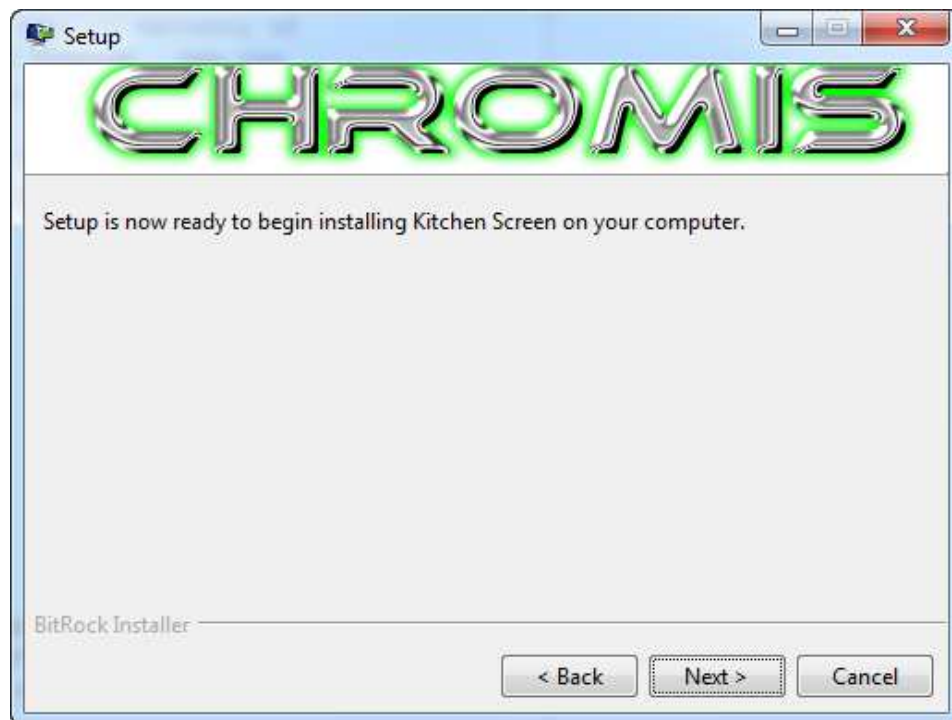 Setup
CHROMIS
Setup is now ready to begin installing Kitchen Screen on your computer.
BitRock Installer
< Back Next > Cancel